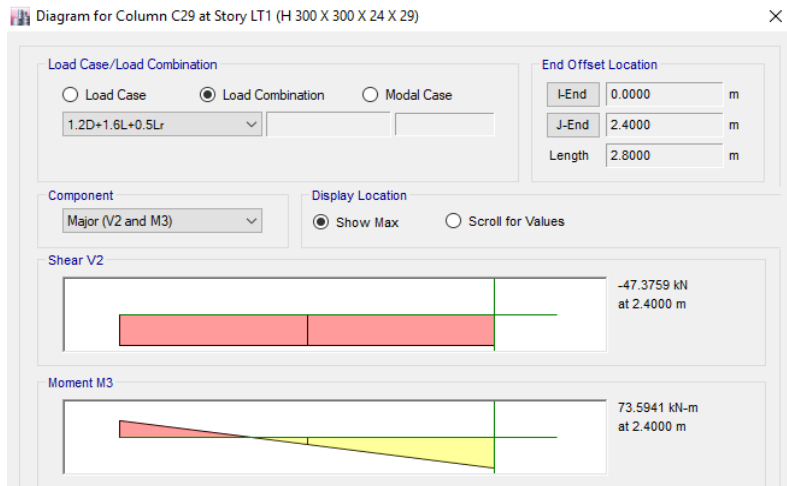 Diagram for Column C29 at Story LT1 (H 300 X 300 X 24 X 29)
Load Case/Load Combination
Load Case Load Combination Modal Case
1.2D+1.6L+0.5Lr
End Offset Location
I-End 0.0000 m
J-End 2.4000 m
Length 2.8000 m
Component
Major (V2 and M3)
Display Location
Show Max Scroll for Values
Shear V2
-47.3759 kN
at 2.4000 m
Moment M3
73.5941 kN-m
at 2.4000 m